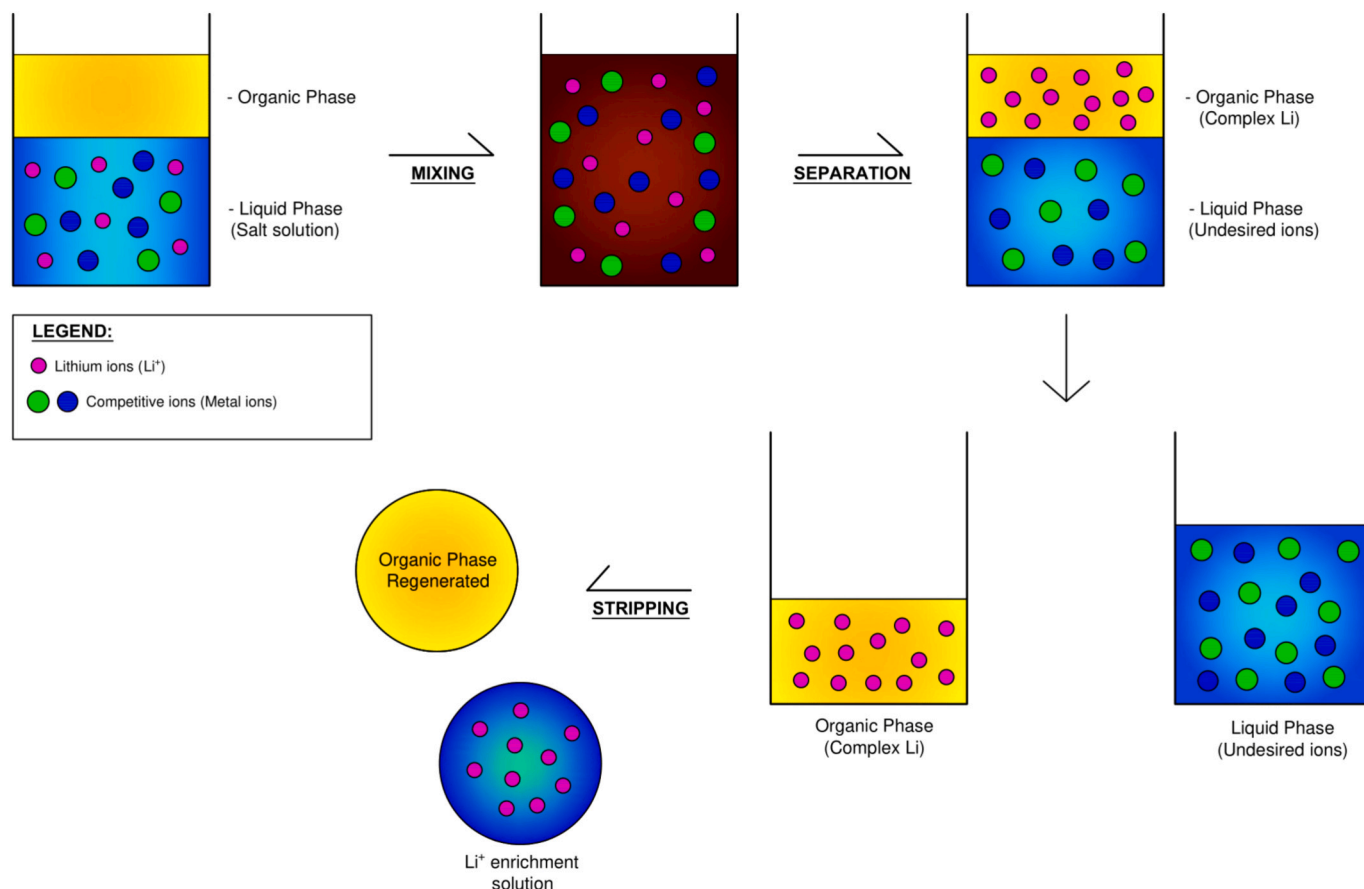 - Organic Phase
- Liquid Phase
(Salt solution)
MIXING
SEPARATION
- Organic Phase
(Complex Li)
- Liquid Phase
(Undesired ions)
LEGEND:
Lithium ions (Li⁺)
Competitive ions (Metal ions)
Organic Phase
Regenerated
STRIPPING
Organic Phase
(Complex Li)
Liquid Phase
(Undesired ions)
Li⁺ enrichment
solution